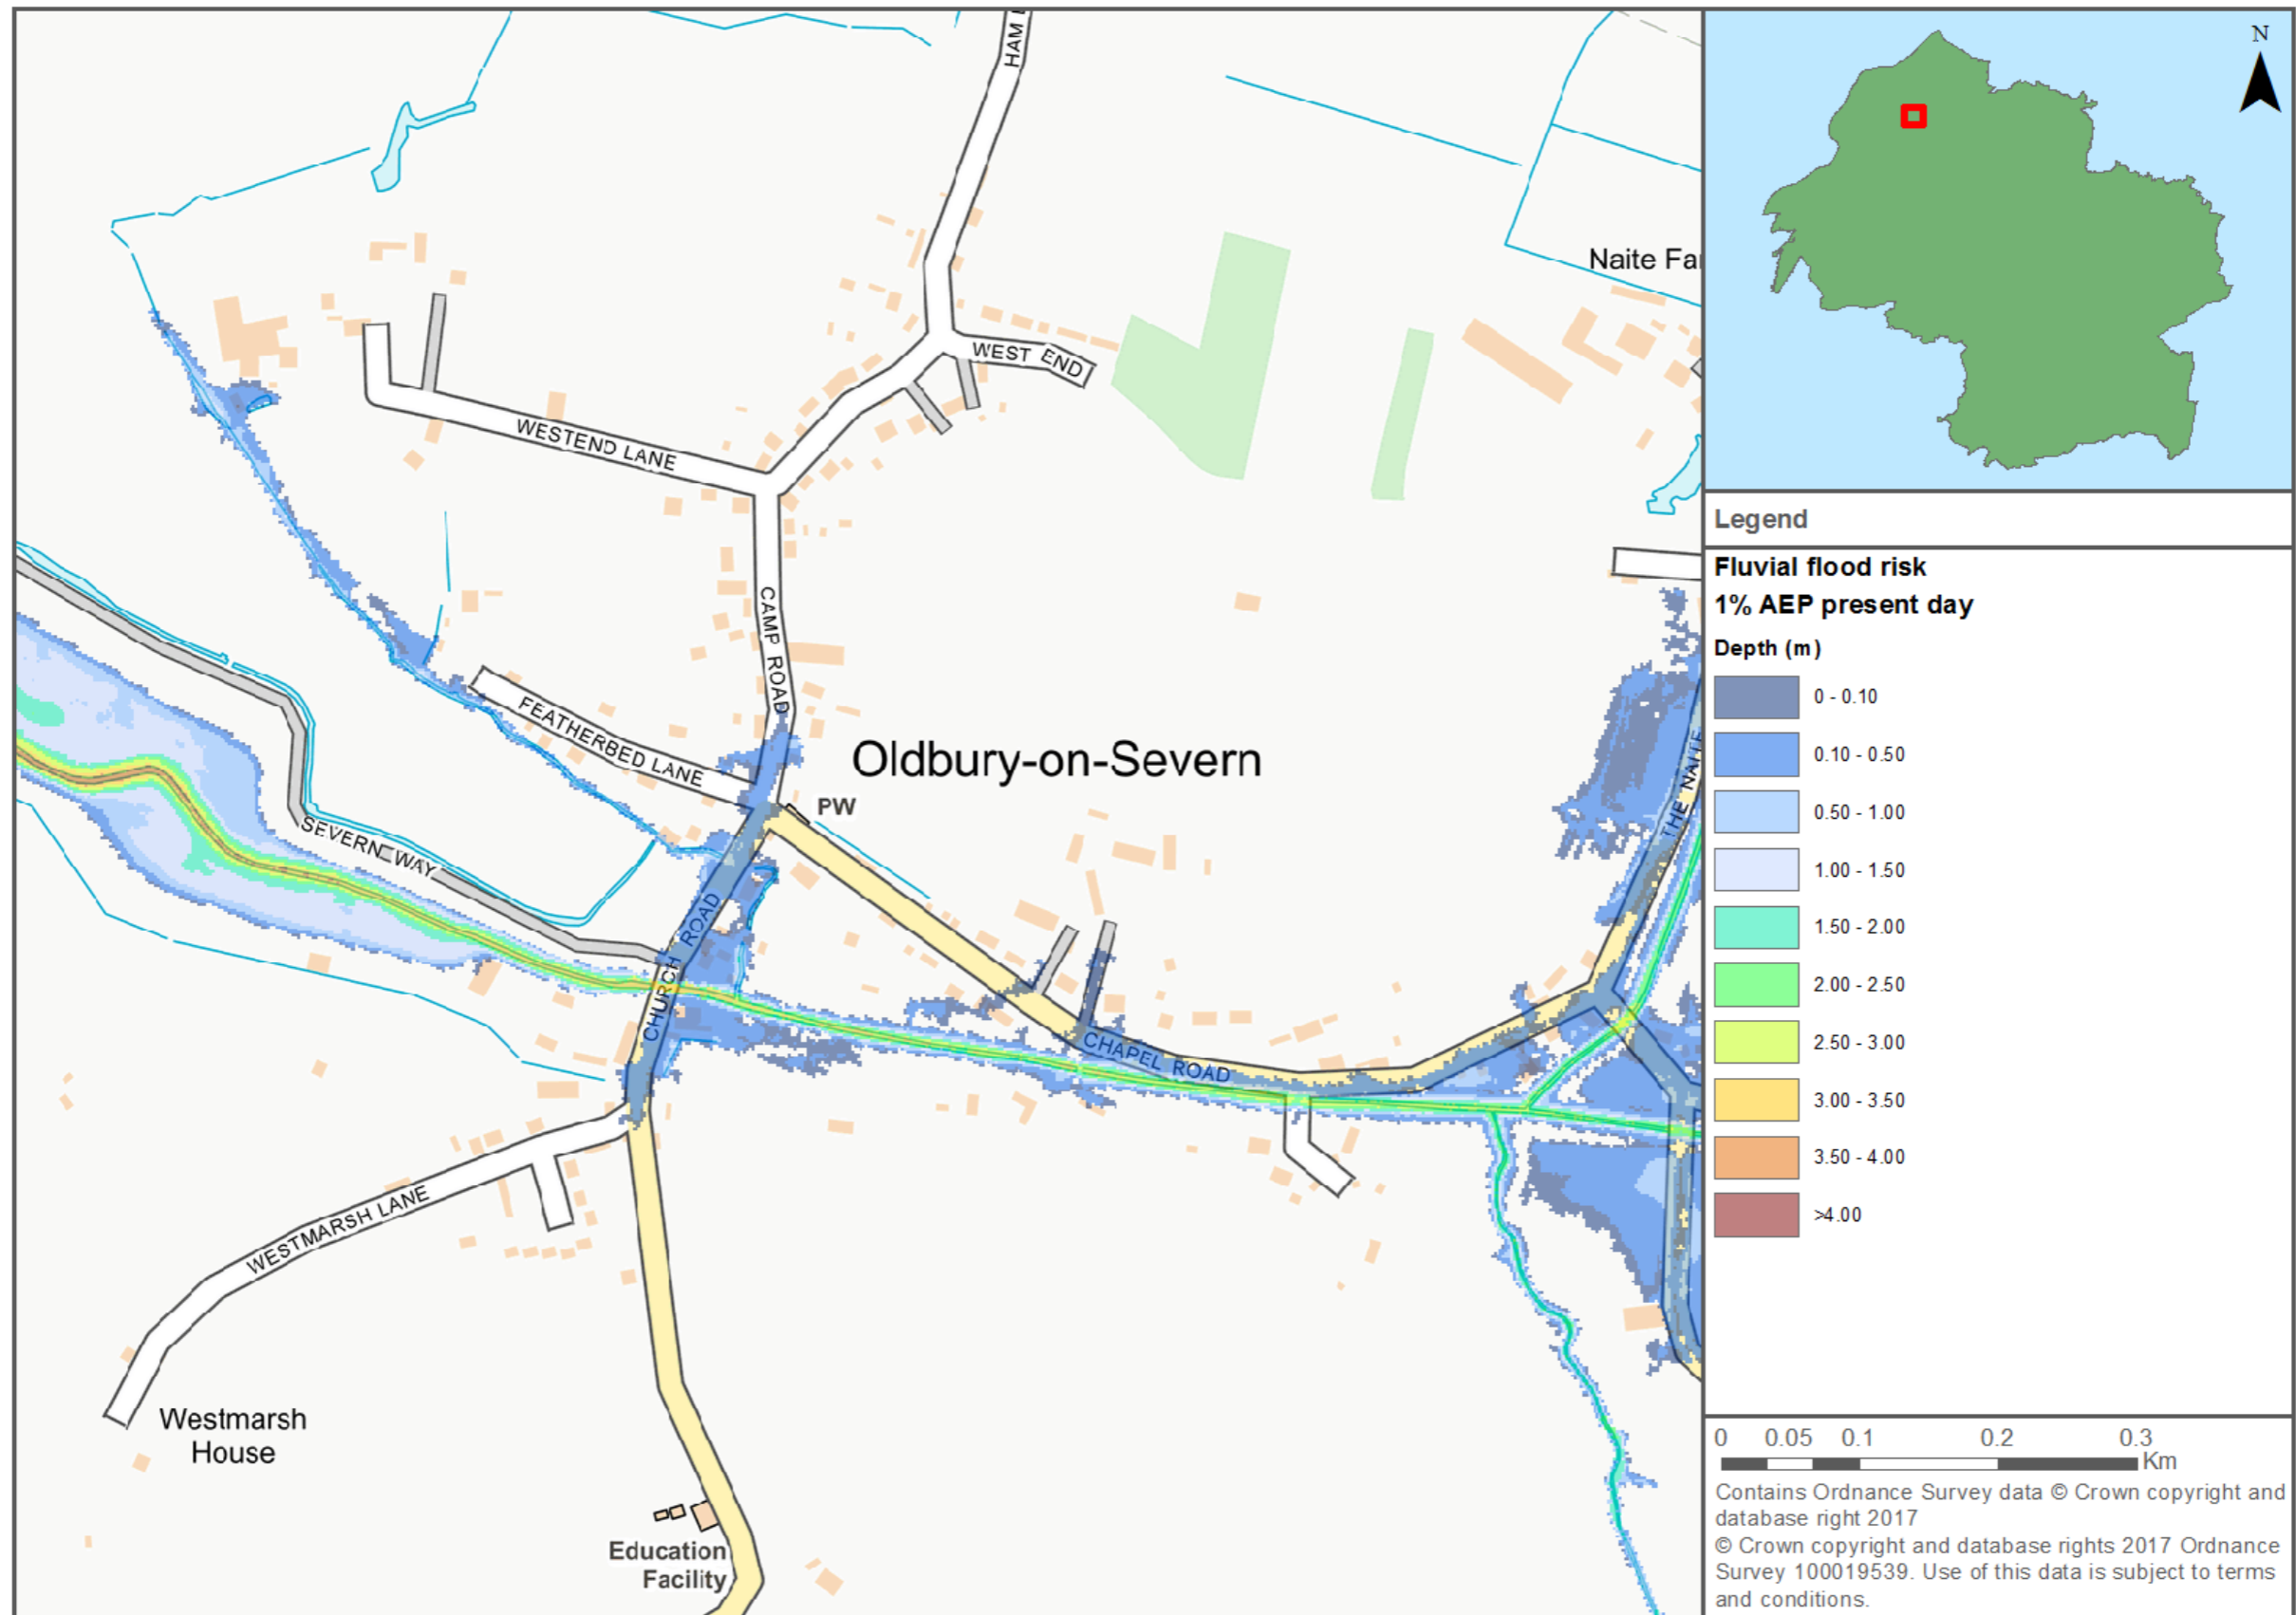 HAM
Naite Fa
WEST END
WESTEND LANE
CAMP ROAD
FEATHERBED LANE
Oldbury-on-Severn
PW
THE NAITE
SEVERN WAY
CHURCH ROAD
CHAPEL ROAD
WESTMARSH LANE
Westmarsh
House
Education
Facility
N
Legend
Fluvial flood risk
1% AEP present day
Depth (m)
0 - 0.10
0.10 - 0.50
0.50 - 1.00
1.00 - 1.50
1.50 - 2.00
2.00 - 2.50
2.50 - 3.00
3.00 - 3.50
3.50 - 4.00
>4.00
0 0.05 0.1 0.2 0.3
Km
Contains Ordnance Survey data © Crown copyright and
database right 2017
© Crown copyright and database rights 2017 Ordnance
Survey 100019539. Use of this data is subject to terms
and conditions.